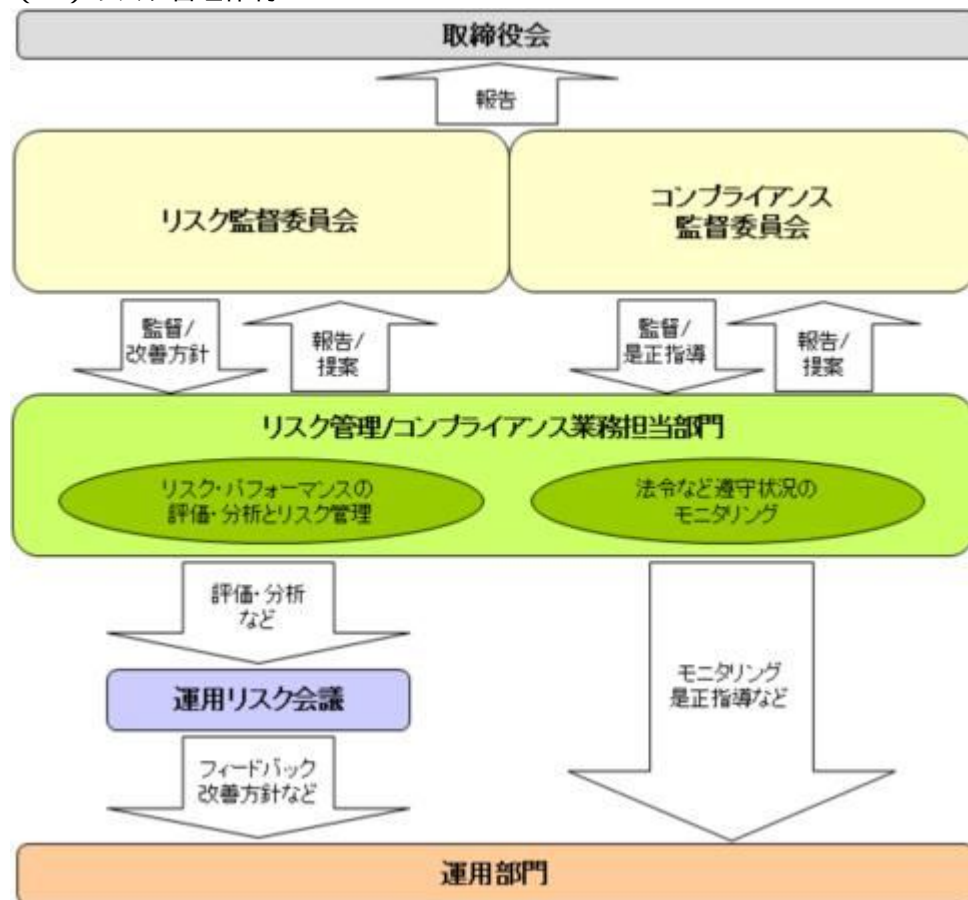 取締役会
報告
リスク監督委員会
コンプライアンス
監督委員会
監督/
改善方針
報告/
提案
監督/
是正指導
報告/
提案
リスク管理/コンプライアンス業務担当部門
リスク・パフォーマンスの
評価・分析とリスク管理
法令など遵守状況の
モニタリング
評価・分析
など
運用リスク会議
モニタリング
是正指導など
フィードバック
改善方針など
運用部門